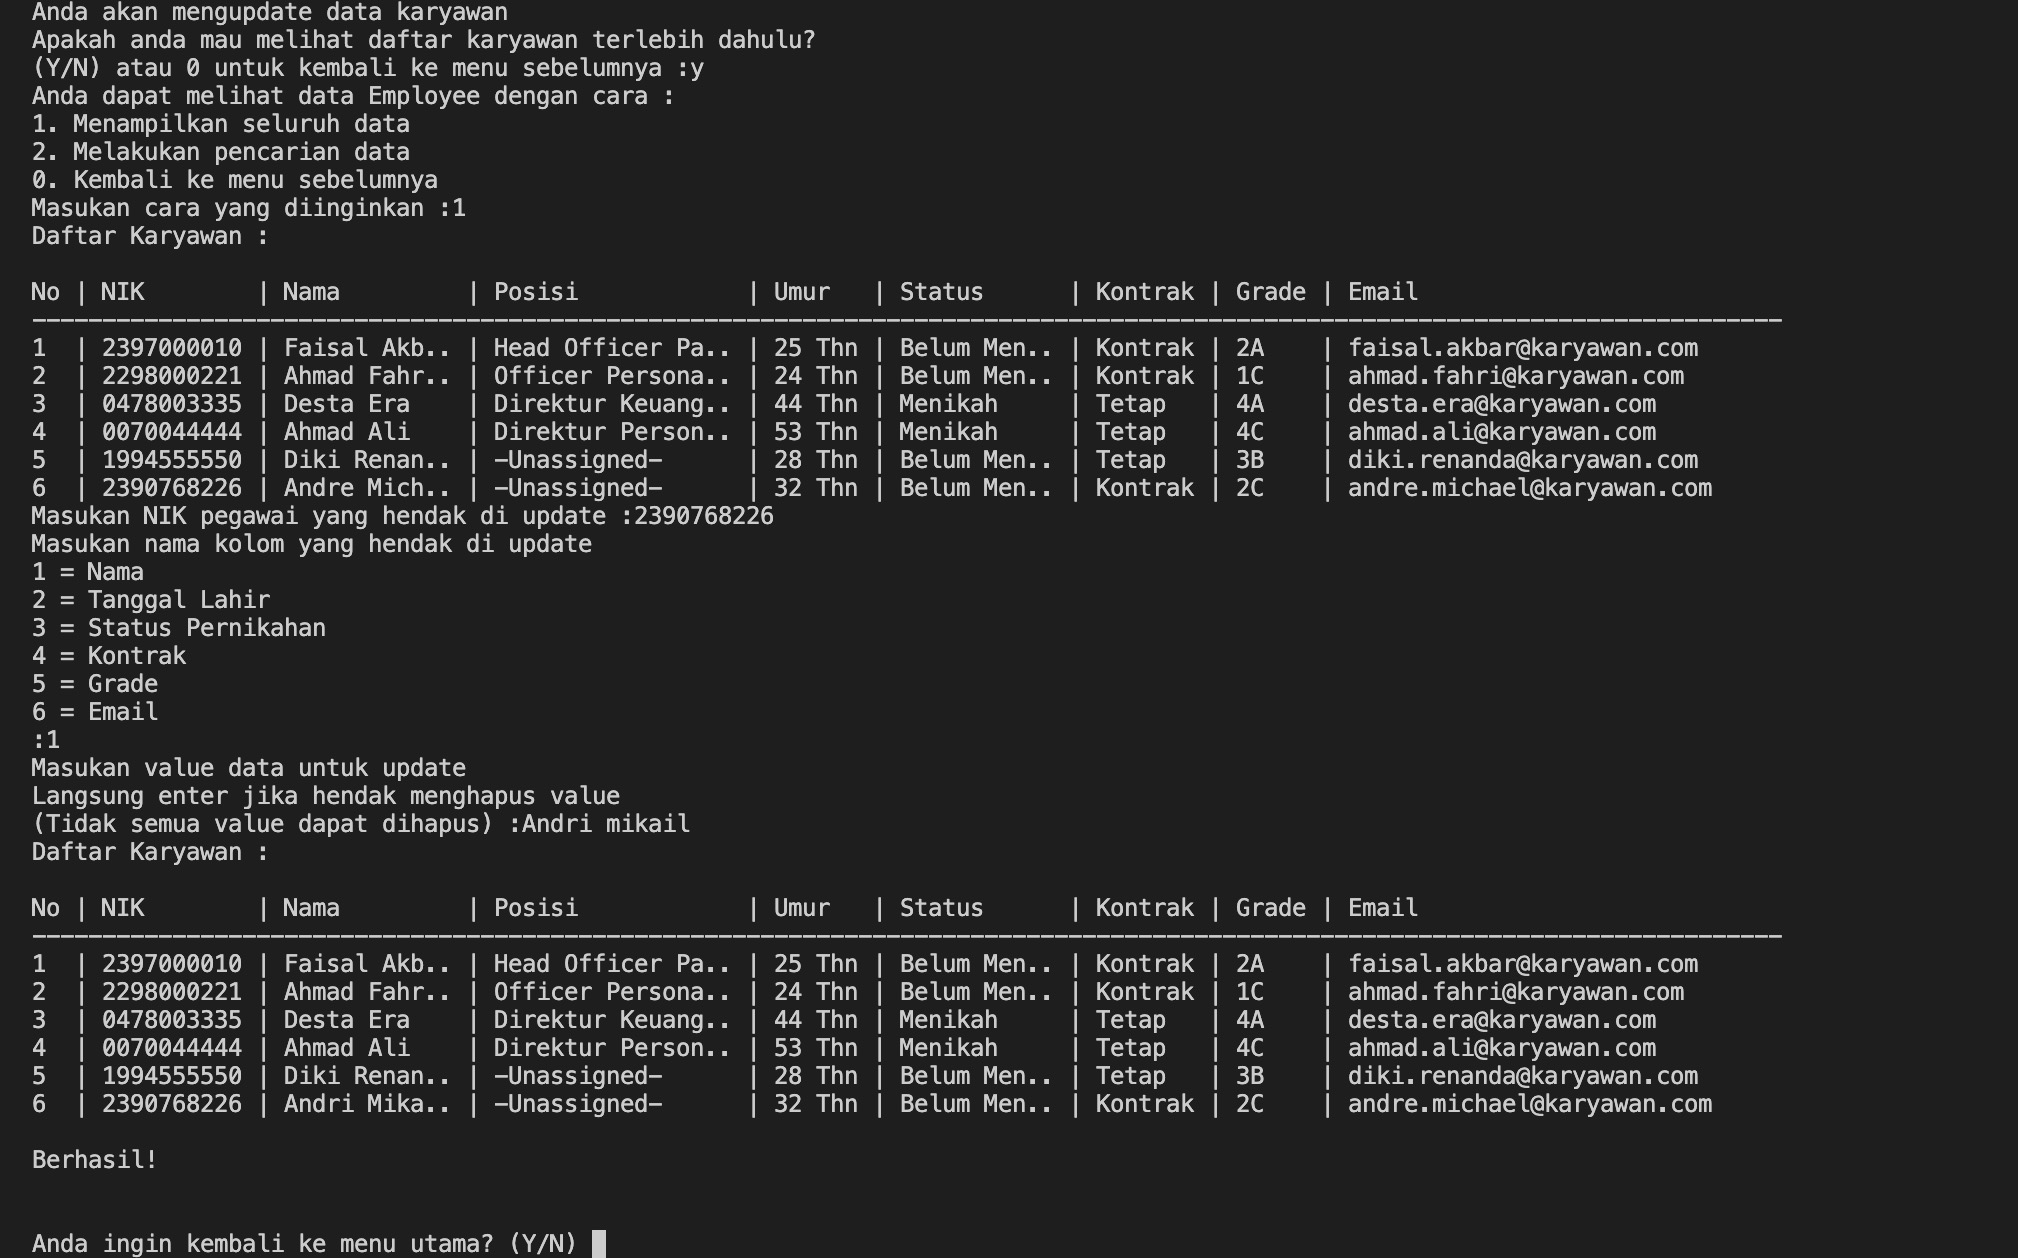 Anda akan mengupdate data karyawan
Apakah anda mau melihat daftar karyawan terlebih dahulu?
(Y/N) atau 0 untuk kembali ke menu sebelumnya :y
Anda dapat melihat data Employee dengan cara :
1. Menampilkan seluruh data
2. Melakukan pencarian data
0. Kembali ke menu sebelumnya
Masukan cara yang diinginkan :1
Daftar Karyawan :
No | NIK | Nama | Posisi | Umur | Status | Kontrak | Grade | Email
1 | 2397000010 | Faisal Akb.. | Head Officer Pa.. | 25 Thn | Belum Men.. | Kontrak | 2A | faisal.akbar@karyawan.com
2 | 2298000221 | Ahmad Fahr.. | Officer Persona.. | 24 Thn | Belum Men.. | Kontrak | 1C | ahmad.fahri@karyawan.com
3 | 0478003335 | Desta Era | Direktur Keuang.. | 44 Thn | Menikah | Tetap | 4A | desta.era@karyawan.com
4 | 0070044444 | Ahmad Ali | Direktur Person.. | 53 Thn | Menikah | Tetap | 4C | ahmad.ali@karyawan.com
5 | 1994555550 | Diki Renan.. | -Unassigned- | 28 Thn | Belum Men.. | Tetap | 3B | diki.renanda@karyawan.com
6 | 2390768226 | Andre Mich.. | -Unassigned- | 32 Thn | Belum Men.. | Kontrak | 2C | andre.michael@karyawan.com
Masukan NIK pegawai yang hendak di update :2390768226
Masukan nama kolom yang hendak di update
1 = Nama
2 = Tanggal Lahir
3 = Status Pernikahan
4 = Kontrak
5 = Grade
6 = Email
:1
Masukan value data untuk update
Langsung enter jika hendak menghapus value
(Tidak semua value dapat dihapus) :Andri mikail
Daftar Karyawan :
No | NIK | Nama | Posisi | Umur | Status | Kontrak | Grade | Email
1 | 2397000010 | Faisal Akb.. | Head Officer Pa.. | 25 Thn | Belum Men.. | Kontrak | 2A | faisal.akbar@karyawan.com
2 | 2298000221 | Ahmad Fahr.. | Officer Persona.. | 24 Thn | Belum Men.. | Kontrak | 1C | ahmad.fahri@karyawan.com
3 | 0478003335 | Desta Era | Direktur Keuang.. | 44 Thn | Menikah | Tetap | 4A | desta.era@karyawan.com
4 | 0070044444 | Ahmad Ali | Direktur Person.. | 53 Thn | Menikah | Tetap | 4C | ahmad.ali@karyawan.com
5 | 1994555550 | Diki Renan.. | -Unassigned- | 28 Thn | Belum Men.. | Tetap | 3B | diki.renanda@karyawan.com
6 | 2390768226 | Andri Mika.. | -Unassigned- | 32 Thn | Belum Men.. | Kontrak | 2C | andre.michael@karyawan.com
Berhasil!
Anda ingin kembali ke menu utama? (Y/N)